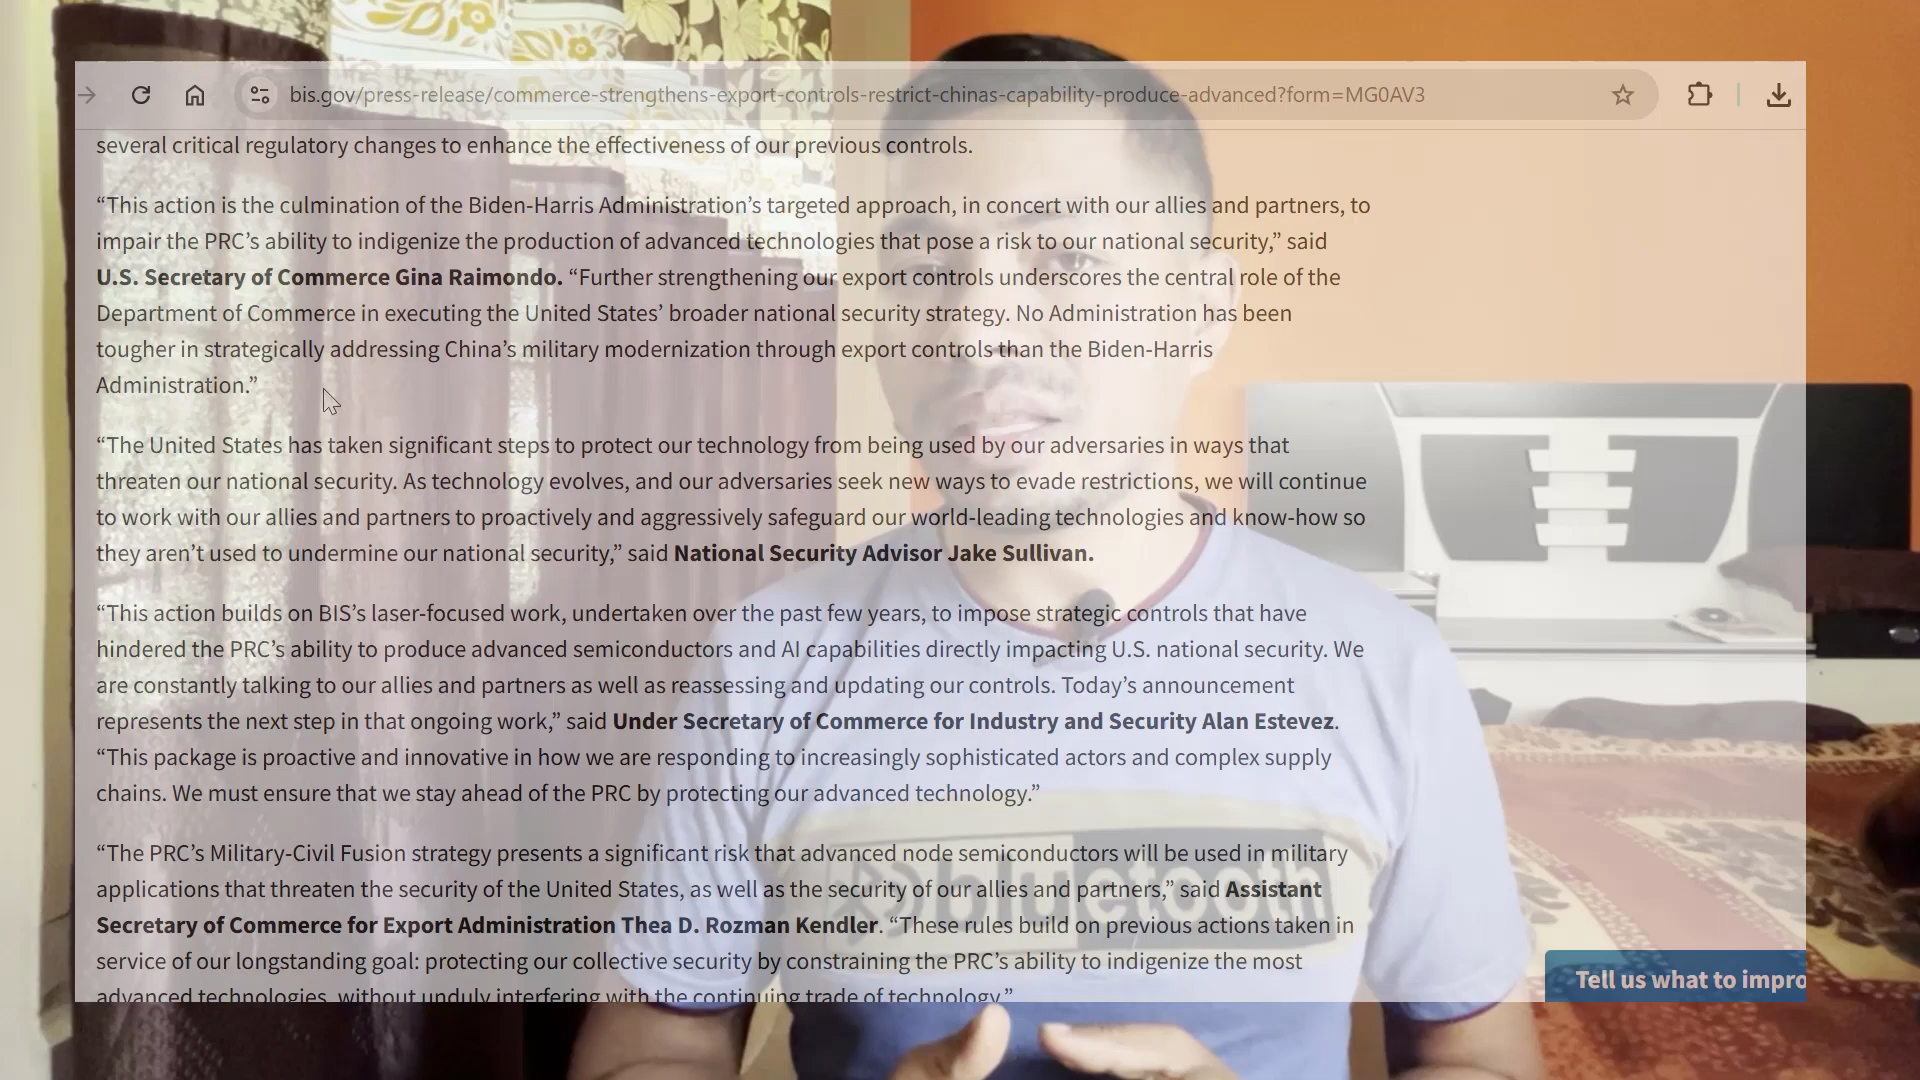 bis.gov/press-release/commerce-strengthens-export-controls-restrict-chinas-capability-produce-advanced?form=MG0AV3
several critical regulatory changes to enhance the effectiveness of our previous controls.
“This action is the culmination of the Biden-Harris Administration’s targeted approach, in concert with our allies and partners, to
impair the PRC’s ability to indigenize the production of advanced technologies that pose a risk to our national security,” said
U.S. Secretary of Commerce Gina Raimondo. “Further strengthening our export controls underscores the central role of the
Department of Commerce in executing the United States’ broader national security strategy. No Administration has been
tougher in strategically addressing China’s military modernization through export controls than the Biden-Harris
Administration.”
“The United States has taken significant steps to protect our technology from being used by our adversaries in ways that
threaten our national security. As technology evolves, and our adversaries seek new ways to evade restrictions, we will continue
to work with our allies and partners to proactively and aggressively safeguard our world-leading technologies and know-how so
they aren’t used to undermine our national security,” said National Security Advisor Jake Sullivan.
“This action builds on BIS’s laser-focused work, undertaken over the past few years, to impose strategic controls that have
hindered the PRC’s ability to produce advanced semiconductors and AI capabilities directly impacting U.S. national security. We
are constantly talking to our allies and partners as well as reassessing and updating our controls. Today’s announcement
represents the next step in that ongoing work,” said Under Secretary of Commerce for Industry and Security Alan Estevez.
“This package is proactive and innovative in how we are responding to increasingly sophisticated actors and complex supply
chains. We must ensure that we stay ahead of the PRC by protecting our advanced technology.”
“The PRC’s Military-Civil Fusion strategy presents a significant risk that advanced node semiconductors will be used in military
applications that threaten the security of the United States, as well as the security of our allies and partners,” said Assistant
Secretary of Commerce for Export Administration Thea D. Rozman Kendler. “These rules build on previous actions taken in
service of our longstanding goal: protecting our collective security by constraining the PRC’s ability to indigenize the most
advanced technologies, without unduly interfering with the continuing trade of technology.”
Tell us what to impro